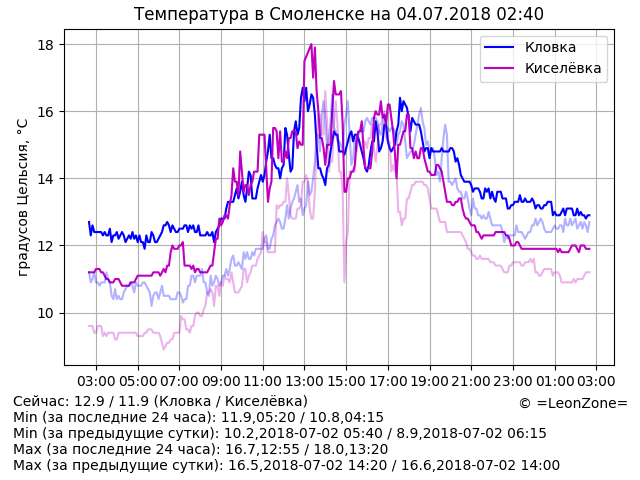 Температура в Смоленске на 04.07.2018 02:40
градусов Цельсия, °C
18
16
14
12
10
Кловка
Киселёвка
03:00 05:00 07:00 09:00 11:00 13:00 15:00 17:00 19:00 21:00 23:00 01:00 03:00
Сейчас: 12.9 / 11.9 (Кловка / Киселёвка)
© =LeonZone=
Min (за последние 24 часа): 11.9,05:20 / 10.8,04:15
Min (за предыдущие сутки): 10.2,2018-07-02 05:40 / 8.9,2018-07-02 06:15
Max (за последние 24 часа): 16.7,12:55 / 18.0,13:20
Max (за предыдущие сутки): 16.5,2018-07-02 14:20 / 16.6,2018-07-02 14:00